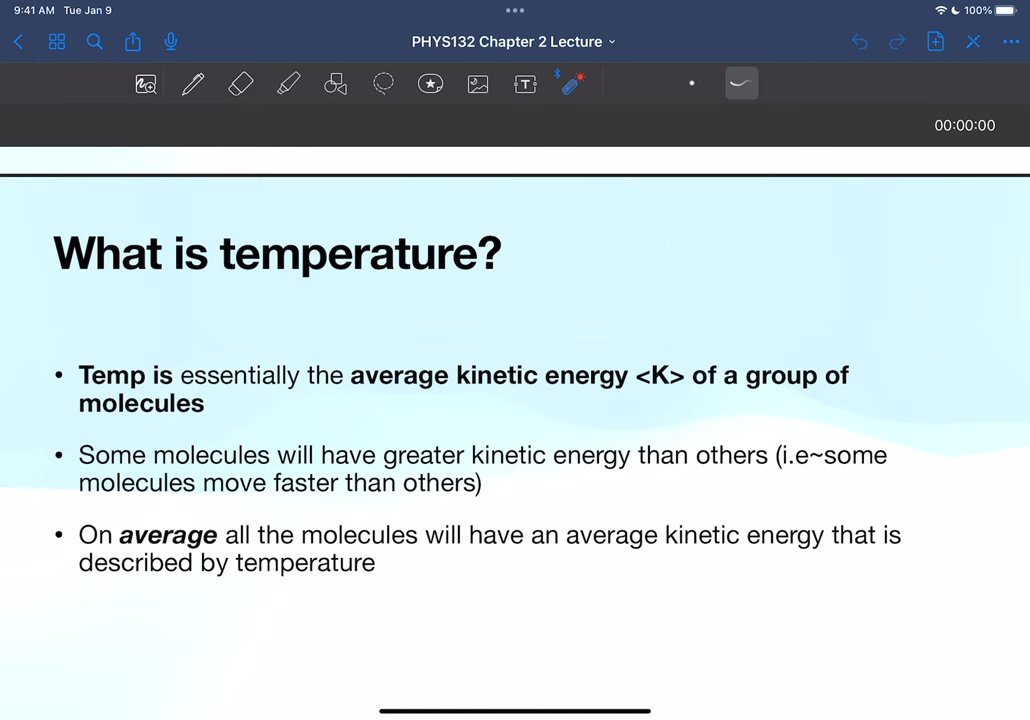 9:41 AM Tue Jan 9
100%
PHYS132 Chapter 2 Lecture
T
00:00:00
What is temperature?
• Temp is essentially the average kinetic energy <K> of a group of
molecules
• Some molecules will have greater kinetic energy than others (i.e~some
molecules move faster than others)
• On average all the molecules will have an average kinetic energy that is
described by temperature